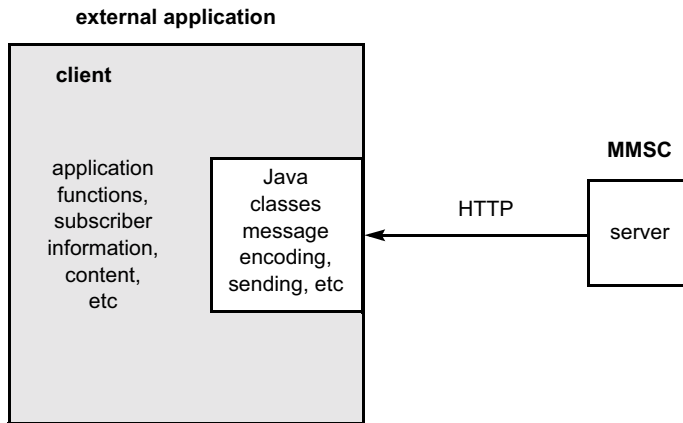 external application
client
application
functions,
subscriber
information,
content,
etc
Java
classes
message
encoding,
sending, etc
HTTP
MMSC
server